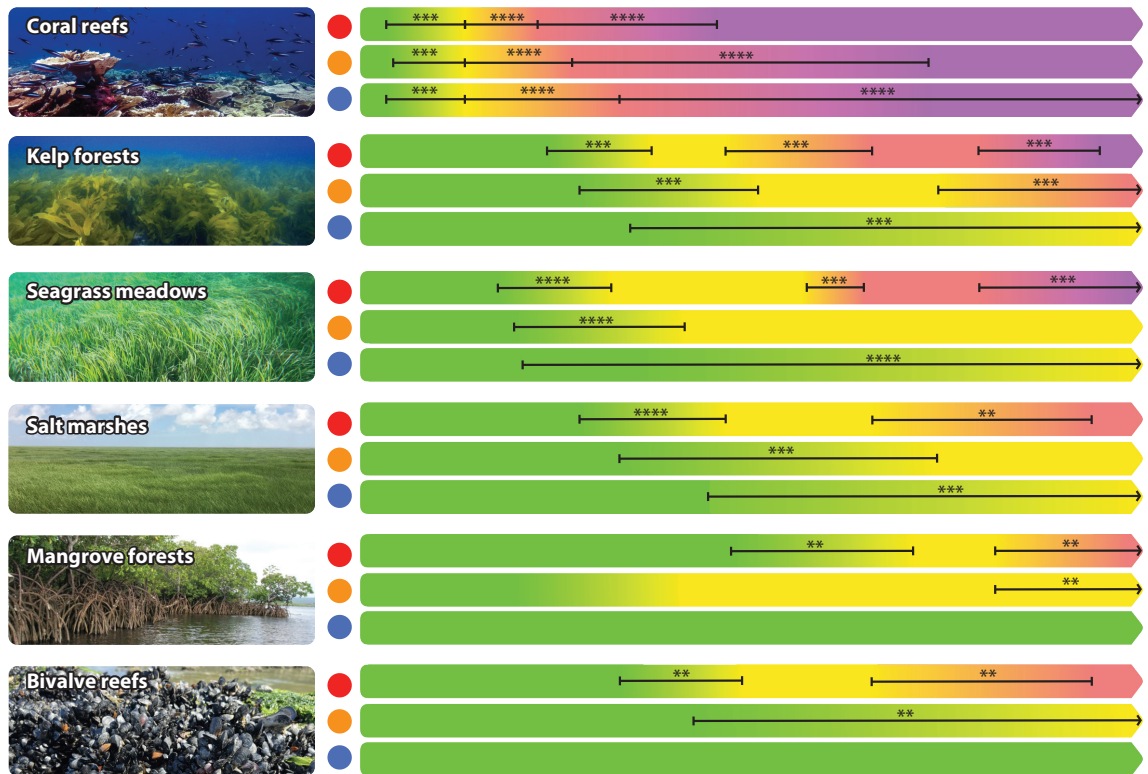 Coral reefs
*** **** ****
*** **** ****
*** **** ****
Kelp forests
*** *** ***
*** ***
***
Seagrass meadows
**** *** ***
****
****
Salt marshes
**** **
***
***
Mangrove forests
** **
**
Bivalve reefs
** **
**